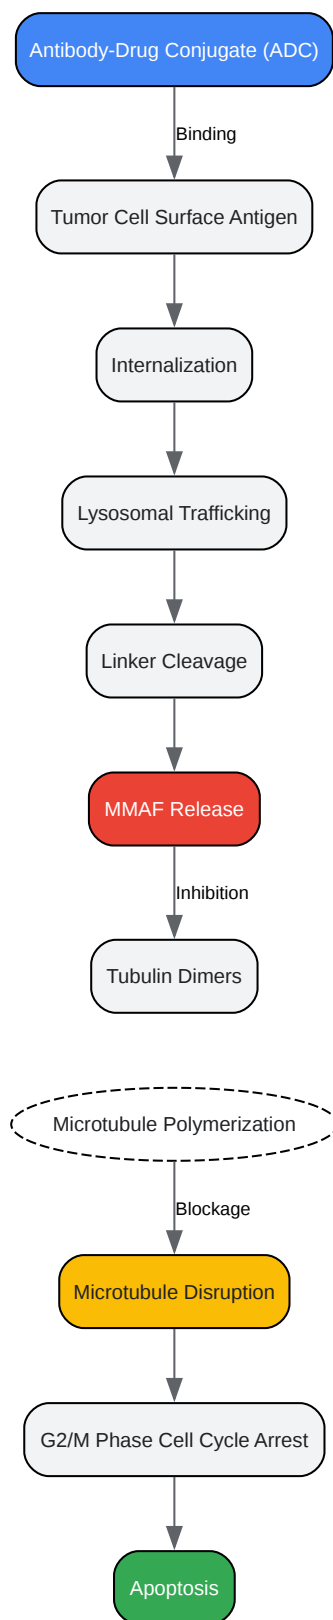 Antibody-Drug Conjugate (ADC)
Binding
Tumor Cell Surface Antigen
Internalization
Lysosomal Trafficking
Linker Cleavage
MMAF Release
Inhibition
Tubulin Dimers
Microtubule Polymerization
Blockage
Microtubule Disruption
G2/M Phase Cell Cycle Arrest
Apoptosis